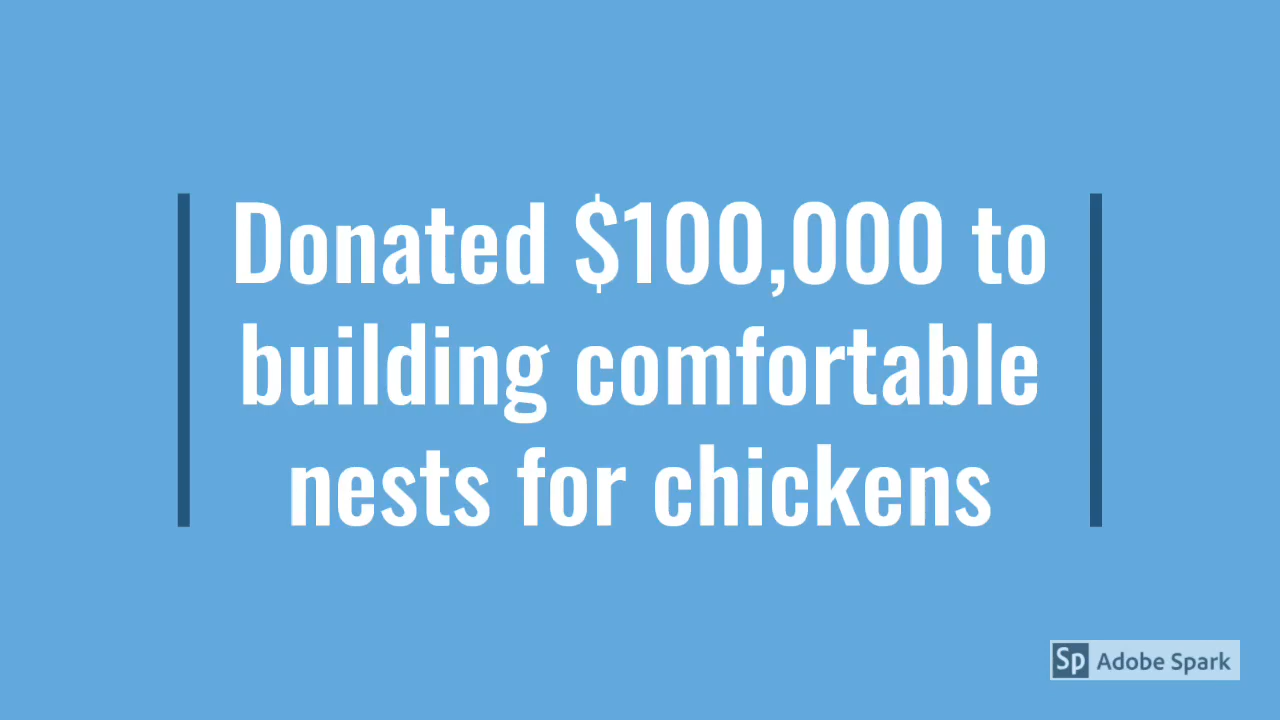 Donated $100,000 to
building comfortable
nests for chickens
Sp Adobe Spark